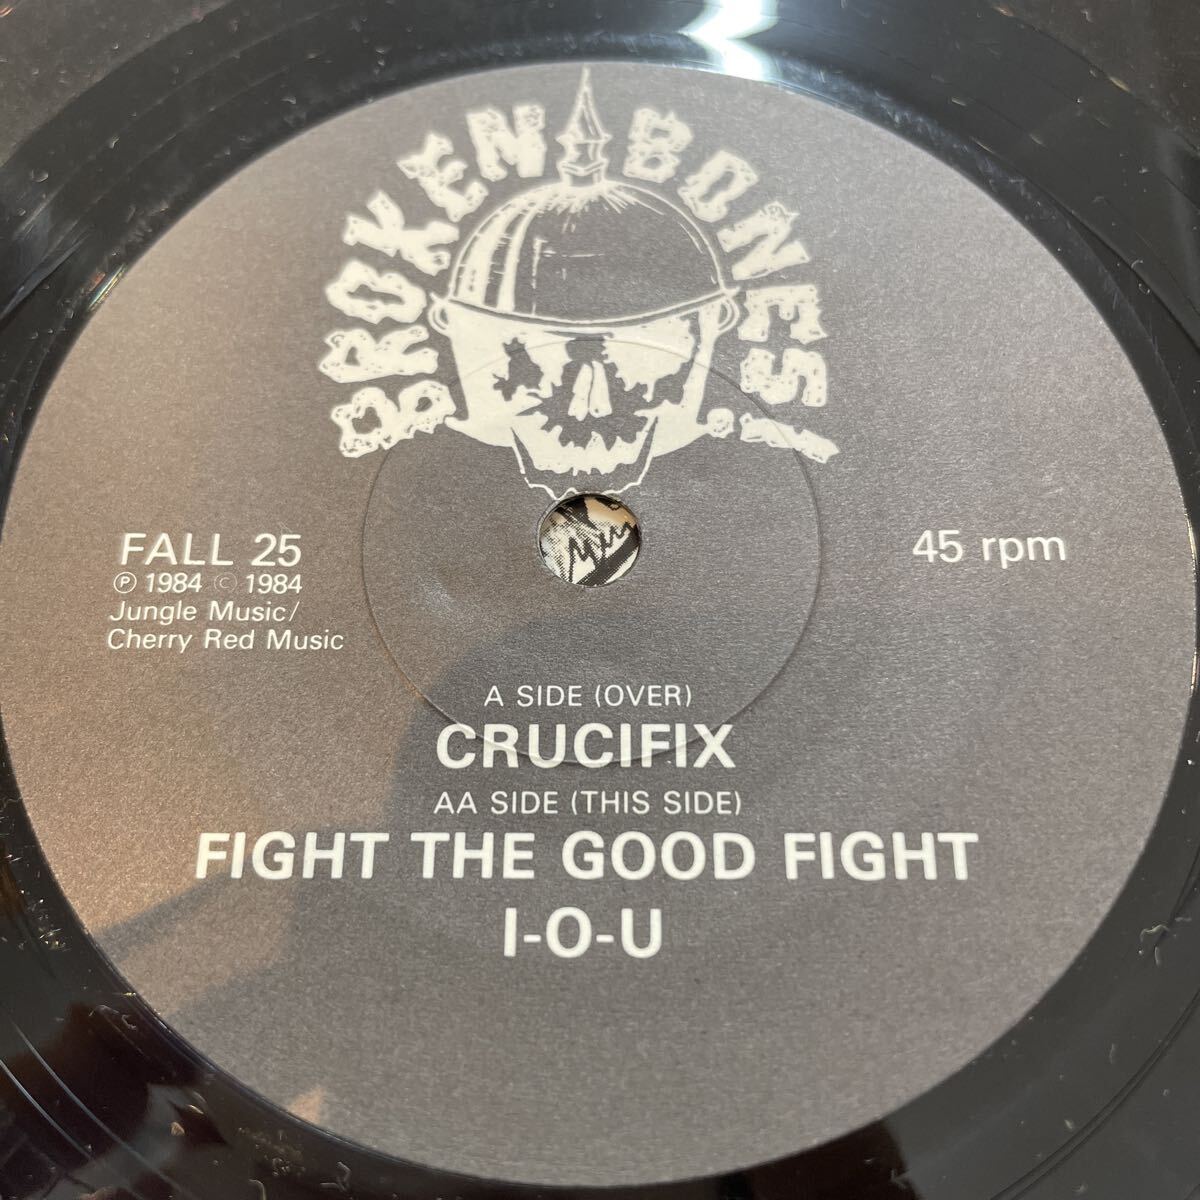 BROKEN BONES!
FALL 25
℗ 1984 © 1984
Jungle Music/
Cherry Red Music
45 rpm
A SIDE (OVER)
CRUCIFIX
AA SIDE (THIS SIDE)
FIGHT THE GOOD FIGHT
I-O-U